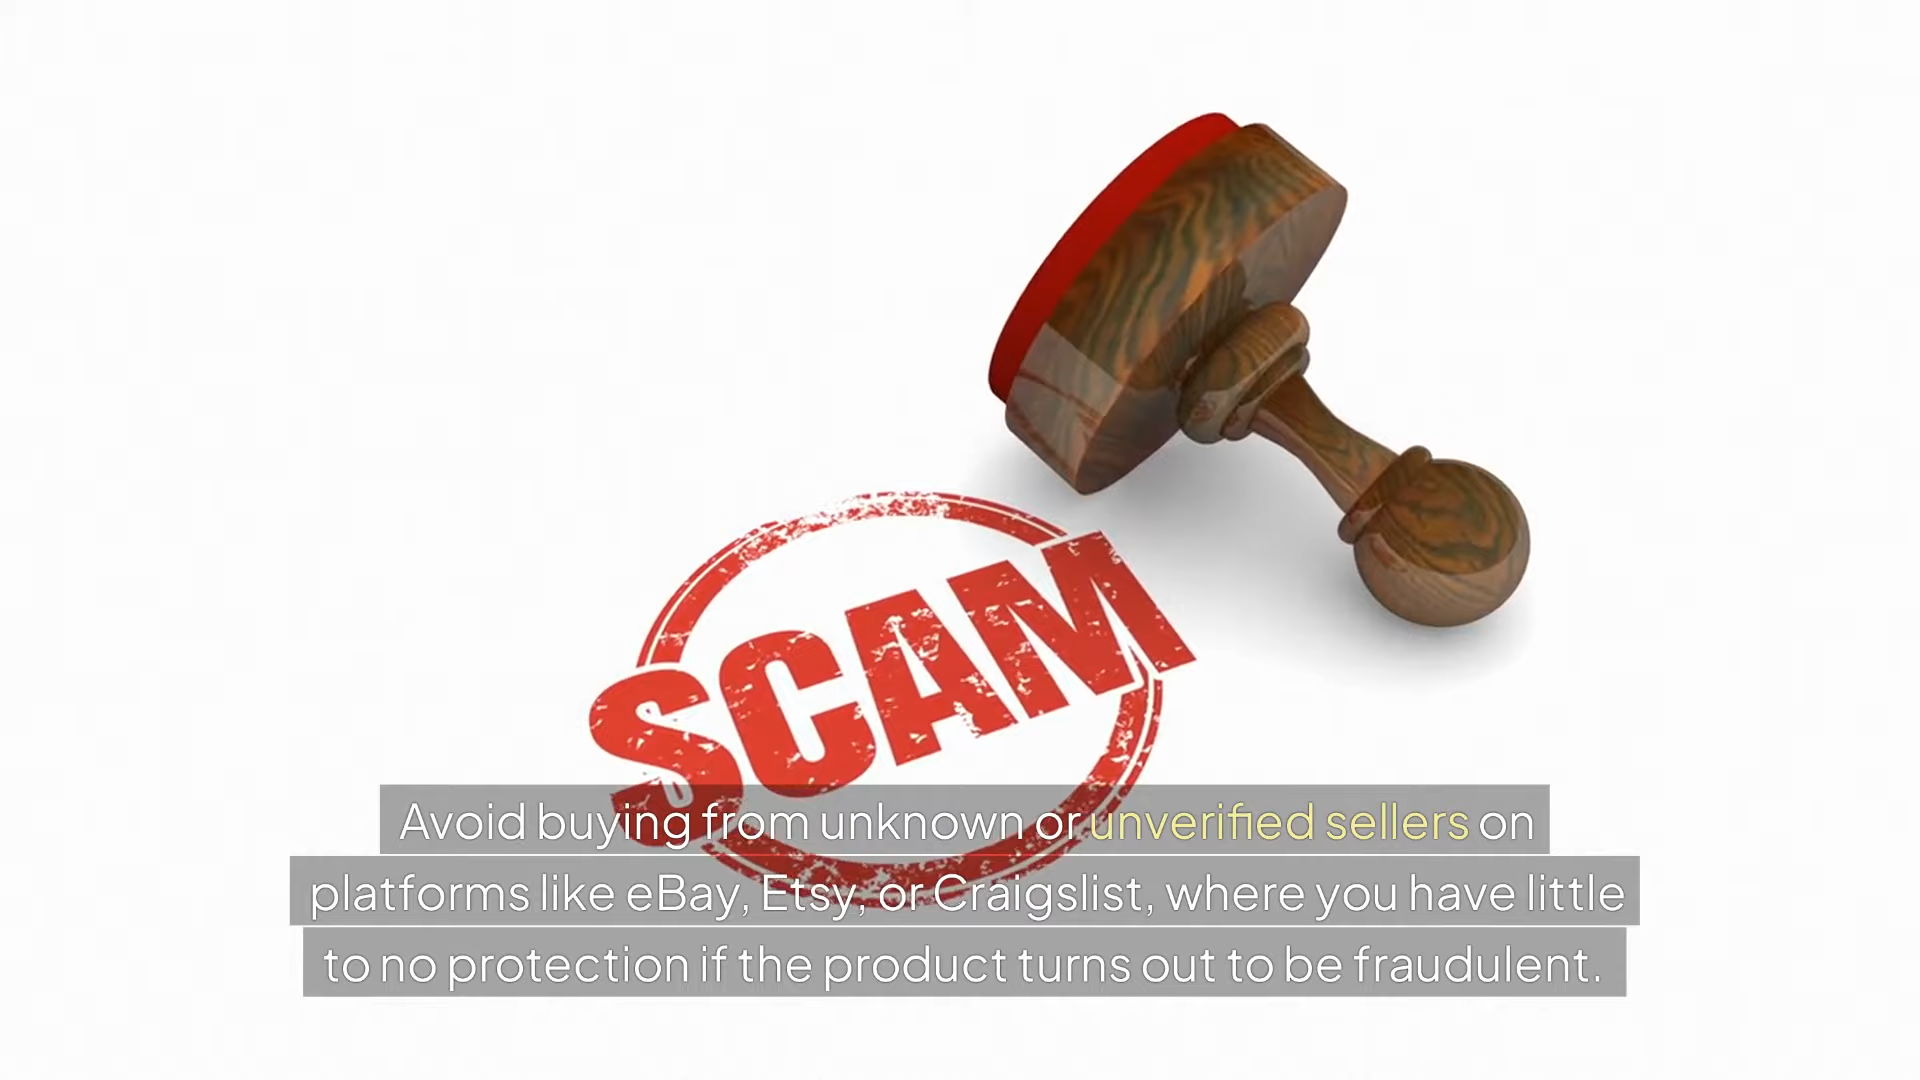 SCAM
Avoid buying from unknown or unverified sellers on
platforms like eBay, Etsy, or Craigslist, where you have little
to no protection if the product turns out to be fraudulent.